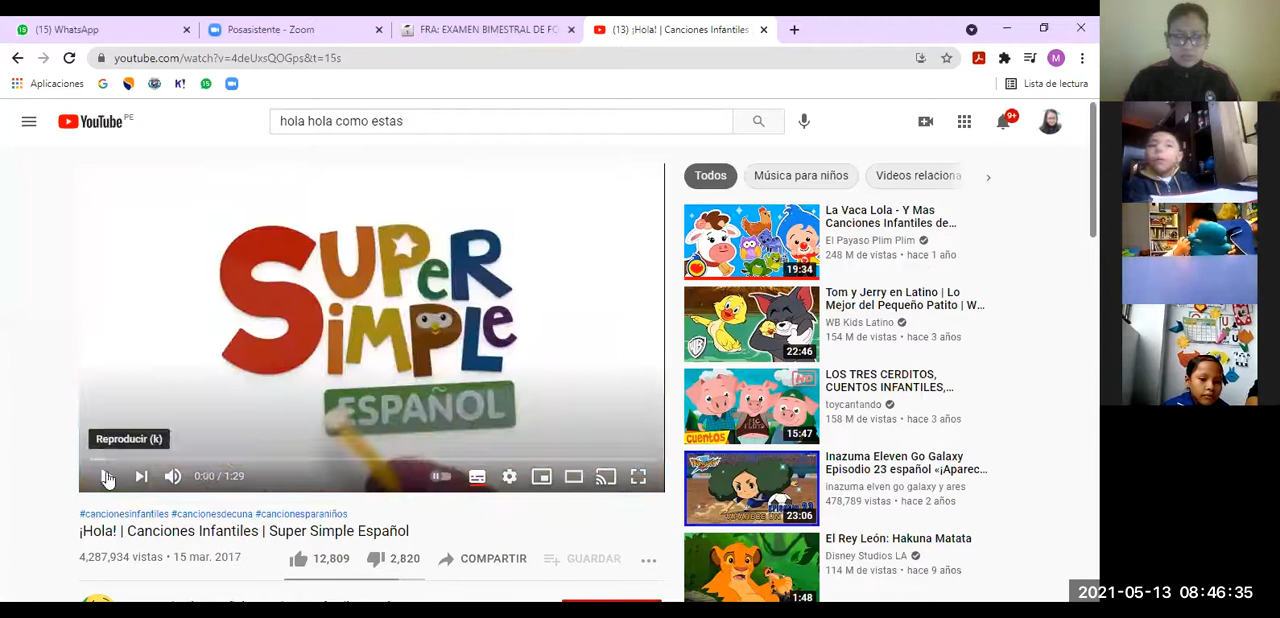 (15) WhatsApp
Posasistente - Zoom
FRA: EXAMEN BIMESTRAL DE FO
(13) ¡Hola! | Canciones Infantiles
youtube.com/watch?v=4deUxsQOGps&t=15s
M
Aplicaciones
K!
Lista de lectura
YouTube PE
hola hola como estas
9+
SUPER
SIMPLE
ESPAÑOL
Reproducir (k)
0:00 / 1:29
#cancionesinfantiles #cancionesdecuna #cancionesparaniños
¡Hola! | Canciones Infantiles | Super Simple Español
4,287,934 vistas • 15 mar. 2017
12,809
2,820
COMPARTIR
GUARDAR
Todos
Música para niños
Videos relaciona
La Vaca Lola - Y Mas
Canciones Infantiles de...
El Payaso Plim Plim
248 M de vistas • hace 1 año
19:34
Tom y Jerry en Latino | Lo
Mejor del Pequeño Patito | W...
WB Kids Latino
154 M de vistas • hace 3 años
22:46
LOS TRES CERDITOS,
CUENTOS INFANTILES,...
toycantando
158 M de vistas • hace 3 años
cuentos
15:47
Inazuma Eleven Go Galaxy
Episodio 23 español «¡Aparec...
inazuma eleven go galaxy y ares
478,789 vistas • hace 2 años
23:06
El Rey León: Hakuna Matata
Disney Studios LA
114 M de vistas • hace 9 años
1:48
2021-05-13 08:46:35